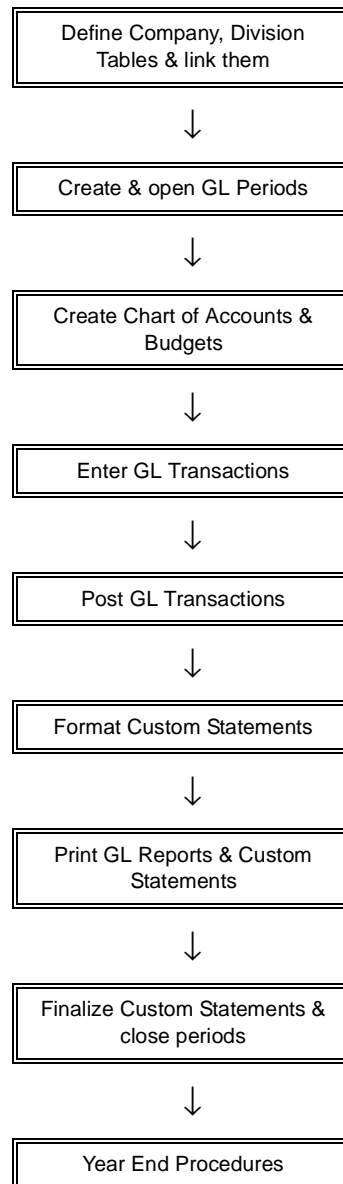 Define Company, Division
Tables & link them
Create & open GL Periods
Create Chart of Accounts &
Budgets
Enter GL Transactions
Post GL Transactions
Format Custom Statements
Print GL Reports & Custom
Statements
Finalize Custom Statements &
close periods
Year End Procedures